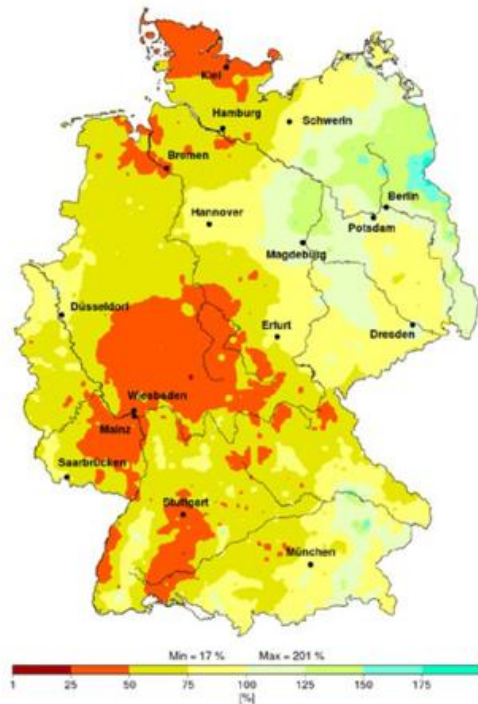 Kiel
Hamburg
Schwerin
Bremen
Berlin
Hannover
Potsdam
Magdeburg
Düsseldorf
Erfurt
Dresden
Wiesbaden
Mainz
Saarbrücken
Stuttgart
München
Min = 17 % Max = 201 %
1 25 50 75 100 125 150 175
[%]